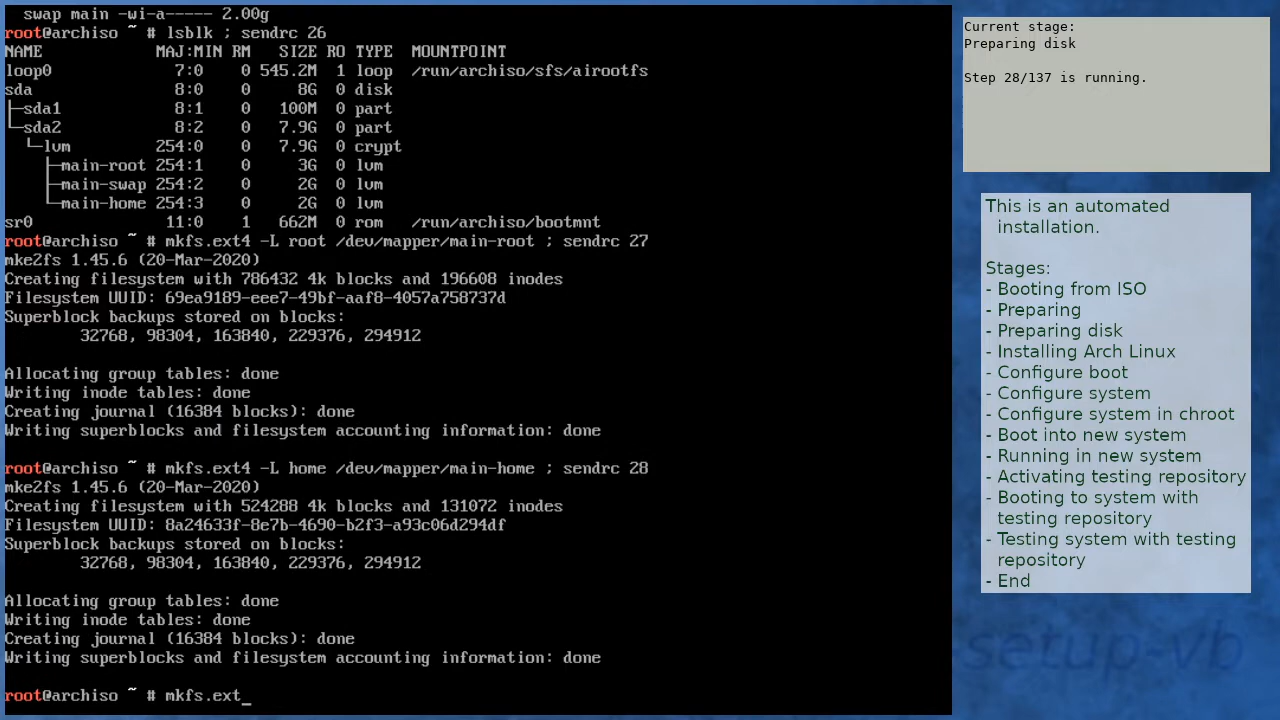 swap main -wi-a----- 2.00g
root@archiso ~ # lsblk ; sendrc 26
NAME            MAJ:MIN RM   SIZE RO TYPE  MOUNTPOINT
loop0             7:0    0 545.2M  1 loop  /run/archiso/sfs/airootfs
sda               8:0    0     8G  0 disk
├─sda1            8:1    0   100M  0 part
└─sda2            8:2    0   7.9G  0 part
  └─lvm         254:0    0   7.9G  0 crypt
    ├─main-root 254:1    0     3G  0 lvm
    ├─main-swap 254:2    0     2G  0 lvm
    └─main-home 254:3    0     2G  0 lvm
sr0              11:0    1   662M  0 rom   /run/archiso/bootmnt
root@archiso ~ # mkfs.ext4 -L root /dev/mapper/main-root ; sendrc 27
mke2fs 1.45.6 (20-Mar-2020)
Creating filesystem with 786432 4k blocks and 196608 inodes
Filesystem UUID: 69ea9189-eee7-49bf-aaf8-4057a758737d
Superblock backups stored on blocks:
        32768, 98304, 163840, 229376, 294912

Allocating group tables: done
Writing inode tables: done
Creating journal (16384 blocks): done
Writing superblocks and filesystem accounting information: done

root@archiso ~ # mkfs.ext4 -L home /dev/mapper/main-home ; sendrc 28
mke2fs 1.45.6 (20-Mar-2020)
Creating filesystem with 524288 4k blocks and 131072 inodes
Filesystem UUID: 8a24633f-8e7b-4690-b2f3-a93c06d294df
Superblock backups stored on blocks:
        32768, 98304, 163840, 229376, 294912

Allocating group tables: done
Writing inode tables: done
Creating journal (16384 blocks): done
Writing superblocks and filesystem accounting information: done

root@archiso ~ # mkfs.ext_
Current stage:
Preparing disk

Step 28/137 is running.
This is an automated
installation.

Stages:
- Booting from ISO
- Preparing
- Preparing disk
- Installing Arch Linux
- Configure boot
- Configure system
- Configure system in chroot
- Boot into new system
- Running in new system
- Activating testing repository
- Booting to system with
testing repository
- Testing system with testing
repository
- End
setup-vb